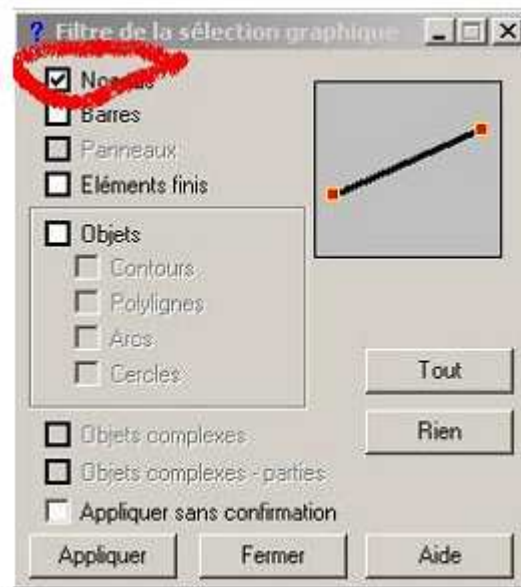 ? Filtre de la sélection graphique
Noeuds
Barres
Panneaux
Eléments finis
Objets
Contours
Polylignes
Arcs
Cercles
Tout
Rien
Objets complexes
Objets complexes - parties
Appliquer sans confirmation
Appliquer
Fermer
Aide